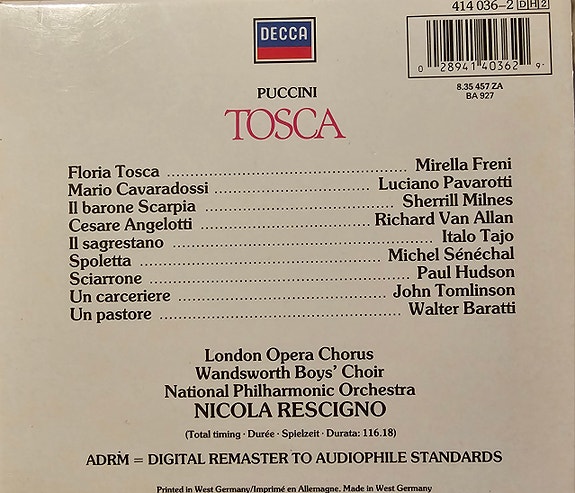 414 036-2 DH2
DECCA
0 28941 40362 9
8.35 457 ZA
BA 927
PUCCINI
TOSCA
Floria Tosca ........ Mirella Freni
Mario Cavaradossi ........ Luciano Pavarotti
Il barone Scarpia ........ Sherrill Milnes
Cesare Angelotti ........ Richard Van Allan
Il sagrestano ........ Italo Tajo
Spoletta ........ Michel Sénéchal
Sciarrone ........ Paul Hudson
Un carceriere ........ John Tomlinson
Un pastore ........ Walter Baratti
London Opera Chorus
Wandsworth Boys' Choir
National Philharmonic Orchestra
NICOLA RESCIGNO
(Total timing · Durée · Spielzeit · Durata: 116.18)
ADRM = DIGITAL REMASTER TO AUDIOPHILE STANDARDS
Printed in West Germany/Imprimé en Allemagne. Made in West Germany